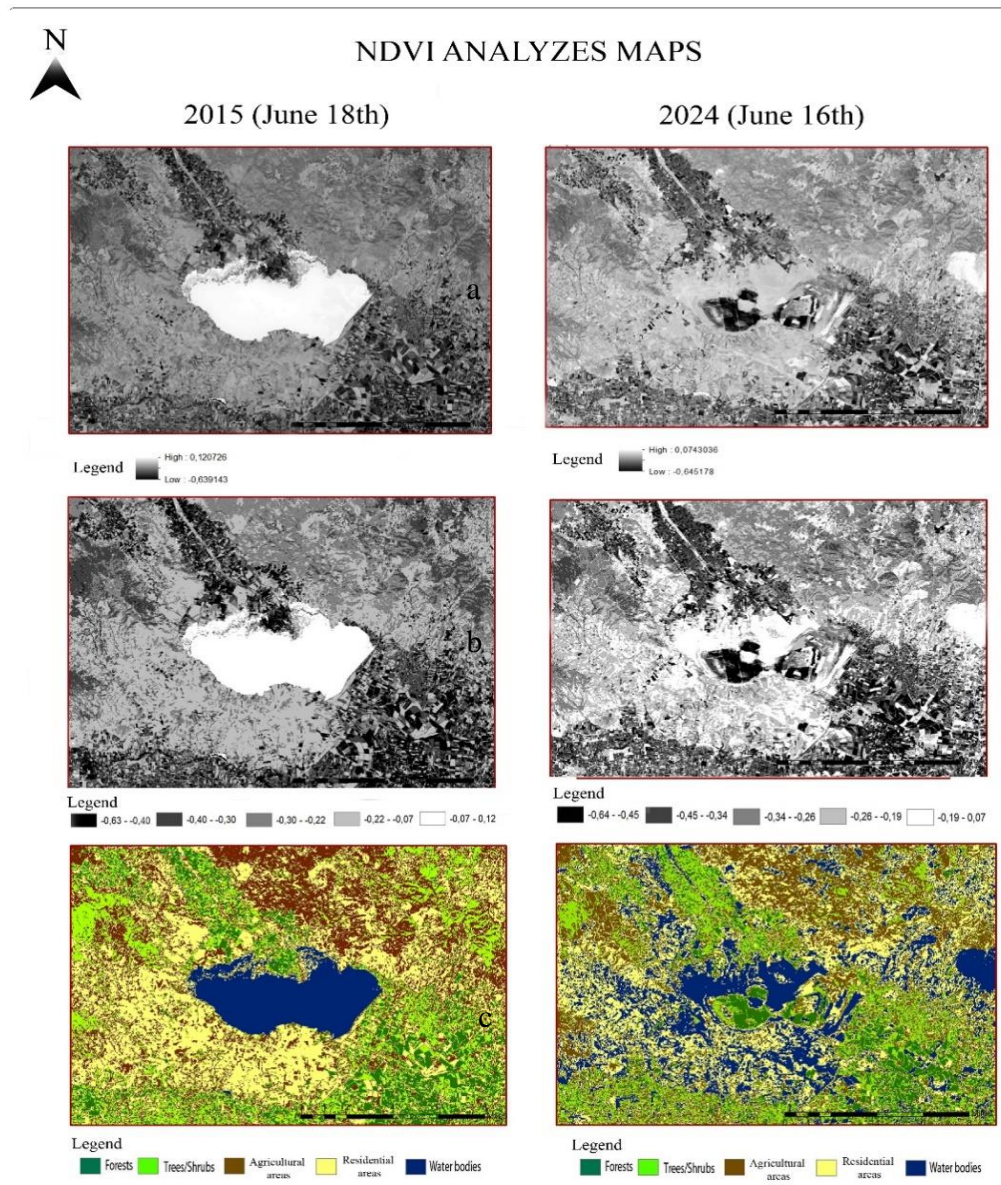 N
NDVI ANALYZES MAPS
2015 (June 18th)
2024 (June 16th)
a
Legend
High : 0,120726
Low : -0,639143
Legend
High : 0,0743036
Low : -0,645178
b
Legend
-0,63 - -0,40
-0,40 - -0,30
-0,30 - -0,22
-0,22 - -0,07
-0,07 - 0,12
Legend
-0,64 - -0,45
-0,45 - -0,34
-0,34 - -0,26
-0,26 - -0,19
-0,19 - 0,07
c
Legend
Forests
Trees/Shrubs
Agricultural
areas
Residential
areas
Water bodies
Legend
Forests
Trees/Shrubs
Agricultural
areas
Residential
areas
Water bodies